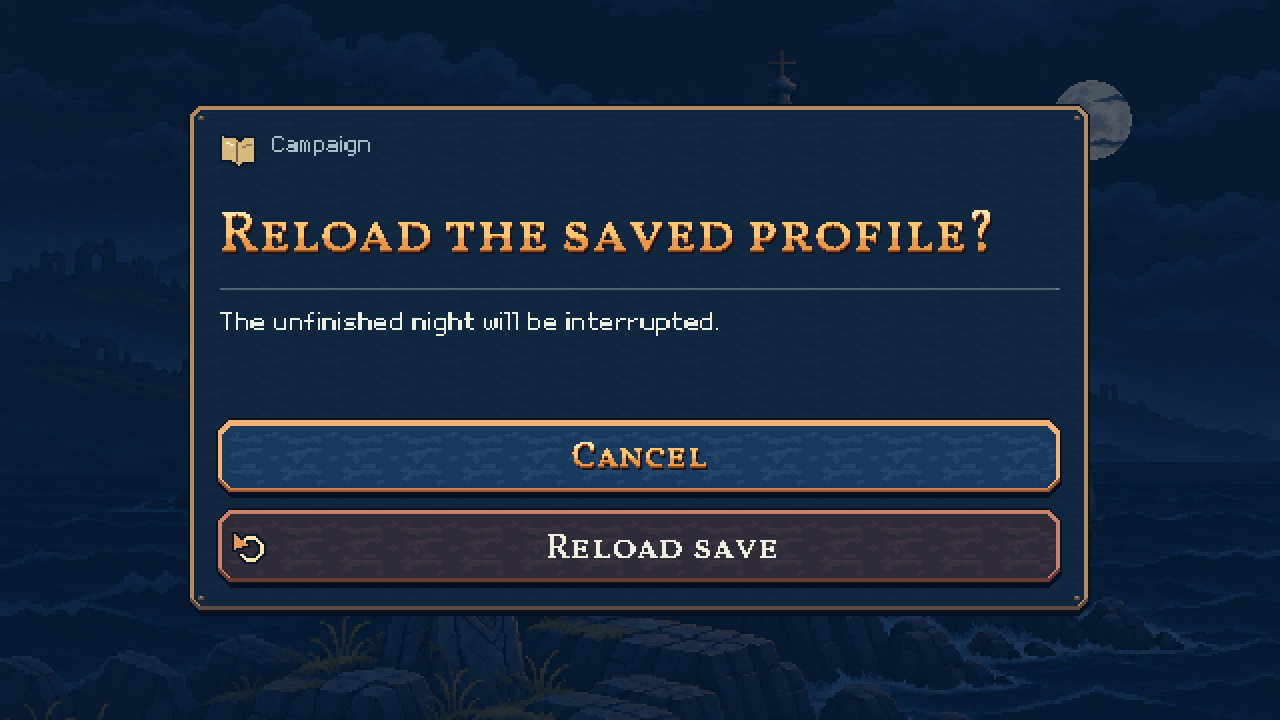 Campaign
Reload the saved profile?
The unfinished night will be interrupted.
Cancel
Reload save